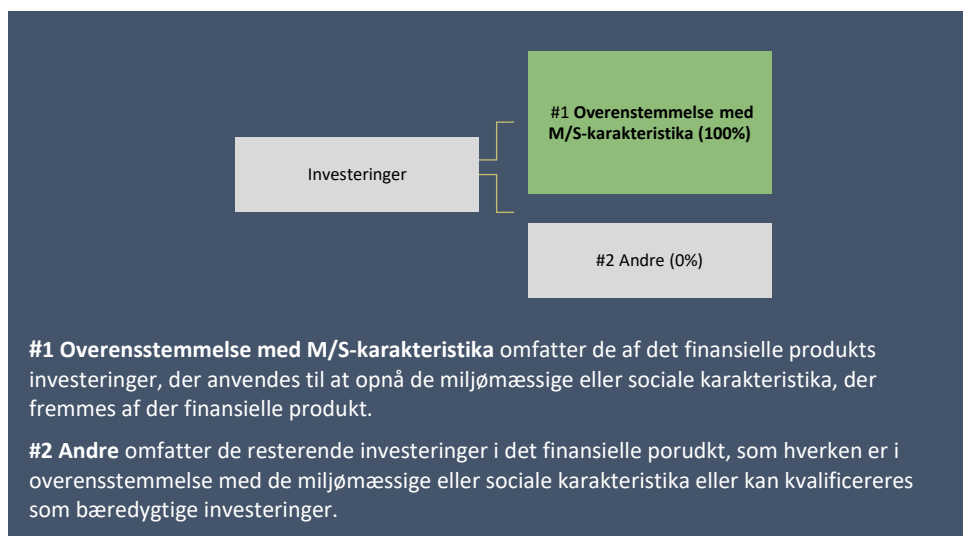 #1 Overenstemmelse med
M/S-karakteristika (100%)
Investeringer
#2 Andre (0%)
#1 Overensstemmelse med M/S-karakteristika omfatter de af det finansielle produkts
investeringer, der anvendes til at opnå de miljømæssige eller sociale karakteristika, der
fremmes af der finansielle produkt.
#2 Andre omfatter de resterende investeringer i det finansielle porudkt, som hverken er i
overensstemmelse med de miljømæssige eller sociale karakteristika eller kan kvalificereres
som bæredygtige investeringer.